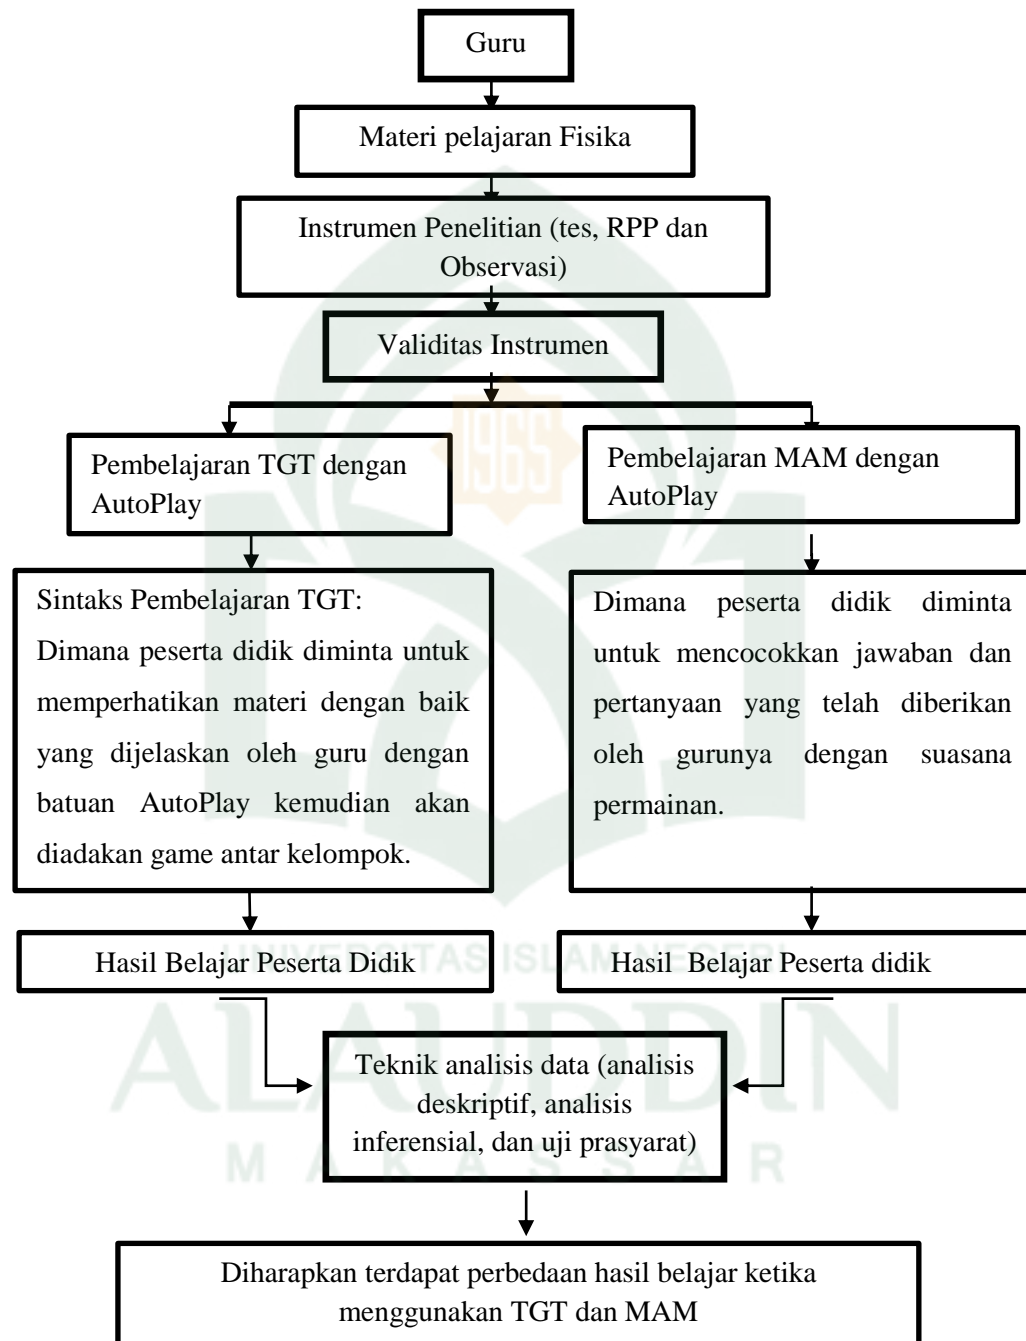 Guru
Materi pelajaran Fisika
Instrumen Penelitian (tes, RPP dan
Observasi)
Validitas Instrumen
1965
Pembelajaran TGT dengan
AutoPlay
Pembelajaran MAM dengan
AutoPlay
Sintaks Pembelajaran TGT:
Dimana peserta didik diminta untuk
memperhatikan materi dengan baik
yang dijelaskan oleh guru dengan
batuan AutoPlay kemudian akan
diadakan game antar kelompok.
Dimana peserta didik diminta
untuk mencocokkan jawaban dan
pertanyaan yang telah diberikan
oleh gurunya dengan suasana
permainan.
Hasil Belajar Peserta Didik
Hasil Belajar Peserta didik
UNIVERSITAS ISLAM NEGERI
ALAUDDIN
MAKASSAR
Teknik analisis data (analisis
deskriptif, analisis
inferensial, dan uji prasyarat)
Diharapkan terdapat perbedaan hasil belajar ketika
menggunakan TGT dan MAM